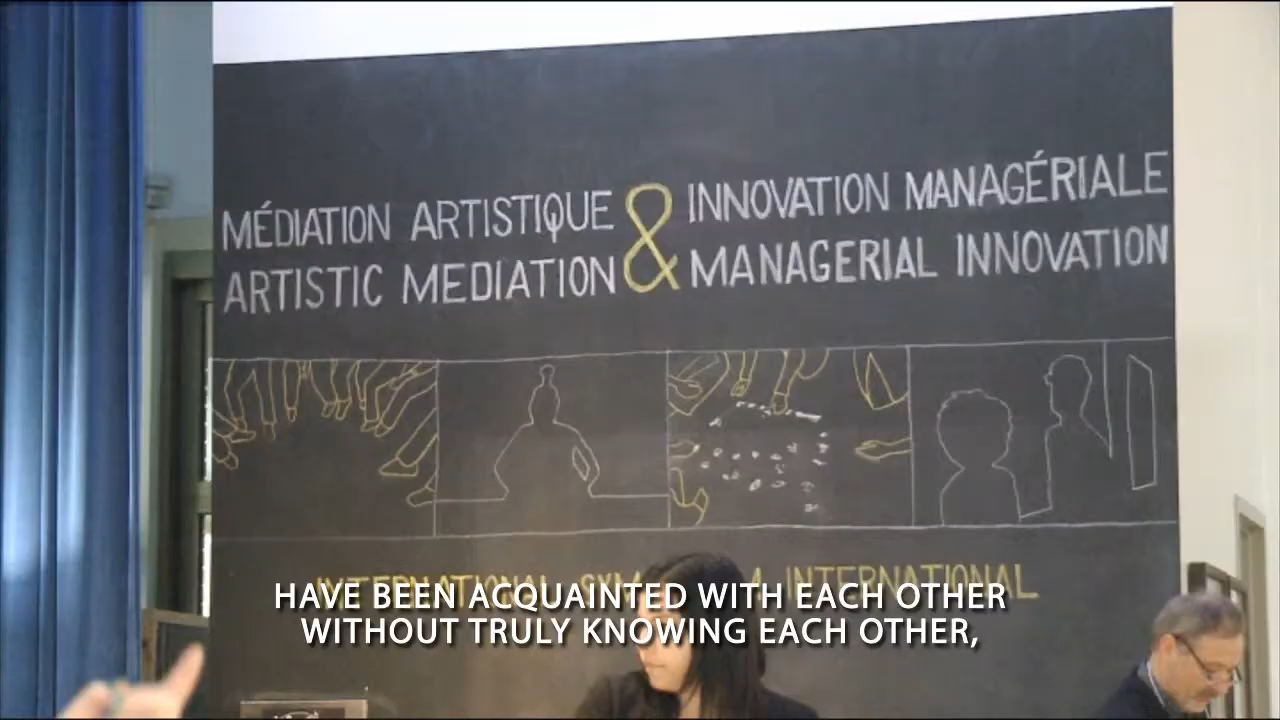 MÉDIATION ARTISTIQUE & INNOVATION MANAGÉRIALE
ARTISTIC MEDIATION & MANAGERIAL INNOVATION
INTERNATIONAL INTERNATIONAL
HAVE BEEN ACQUAINTED WITH EACH OTHER
WITHOUT TRULY KNOWING EACH OTHER,